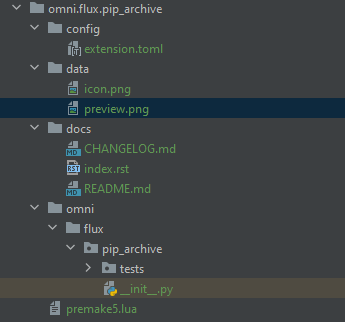 omni.flux.pip_archive
config
extension.toml
data
icon.png
preview.png
docs
CHANGELOG.md
index.rst
README.md
omni
flux
pip_archive
tests
__init__.py
premake5.lua